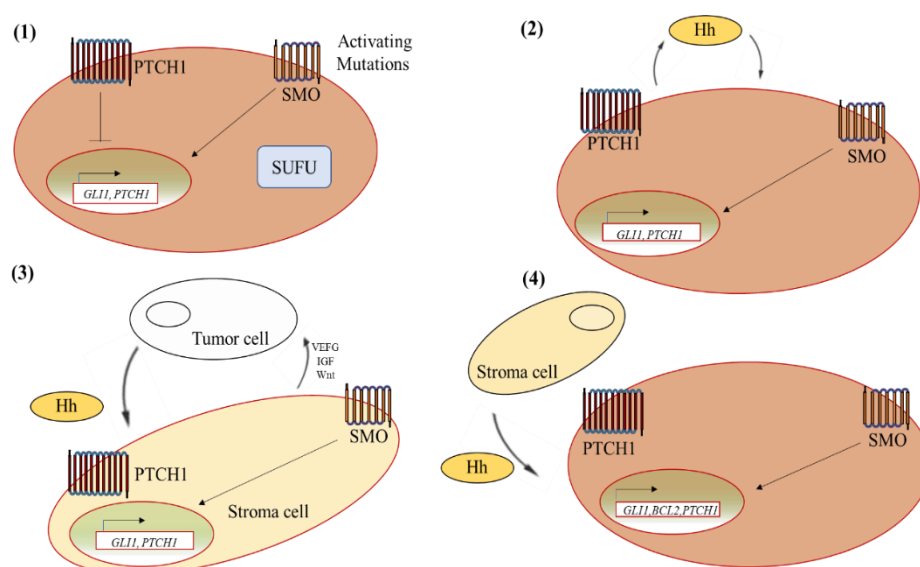 (1)
PTCH1
Activating
Mutations
SMO
SUFU
GLI1, PTCH1
(2)
Hh
PTCH1
SMO
GLI1, PTCH1
(3)
Tumor cell
VEFG
IGF
Wnt
Hh
SMO
PTCH1
Stroma cell
GLI1, PTCH1
(4)
Stroma cell
Hh
PTCH1
SMO
GLI1,BCL2,PTCH1